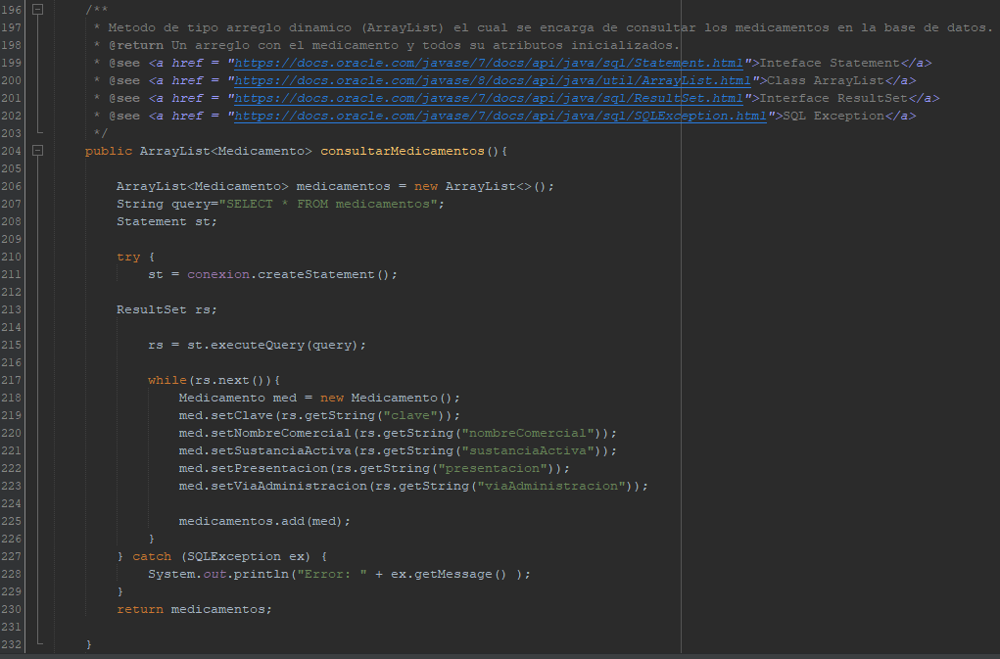 196 /**
197 * Metodo de tipo arreglo dinamico (ArrayList) el cual se encarga de consultar los medicamentos en la base de datos.
198 * @return Un arreglo con el medicamento y todos su atributos inicializados.
199 * @see <a href = "https://docs.oracle.com/javase/7/docs/api/java/sql/Statement.html">Inteface Statement</a>
200 * @see <a href = "https://docs.oracle.com/javase/8/docs/api/java/util/ArrayList.html">Class ArrayList</a>
201 * @see <a href = "https://docs.oracle.com/javase/7/docs/api/java/sql/ResultSet.html">Interface ResultSet</a>
202 * @see <a href = "https://docs.oracle.com/javase/7/docs/api/java/sql/SQLException.html">SQL Exception</a>
203 */
204 public ArrayList<Medicamento> consultarMedicamentos(){
205
206 ArrayList<Medicamento> medicamentos = new ArrayList<>();
207 String query="SELECT * FROM medicamentos";
208 Statement st;
209
210 try {
211 st = conexion.createStatement();
212
213 ResultSet rs;
214
215 rs = st.executeQuery(query);
216
217 while(rs.next()){
218 Medicamento med = new Medicamento();
219 med.setClave(rs.getString("clave"));
220 med.setNombreComercial(rs.getString("nombreComercial"));
221 med.setSustanciaActiva(rs.getString("sustanciaActiva"));
222 med.setPresentacion(rs.getString("presentacion"));
223 med.setViaAdministracion(rs.getString("viaAdministracion"));
224
225 medicamentos.add(med);
226 }
227 } catch (SQLException ex) {
228 System.out.println("Error: " + ex.getMessage() );
229 }
230 return medicamentos;
231
232 }